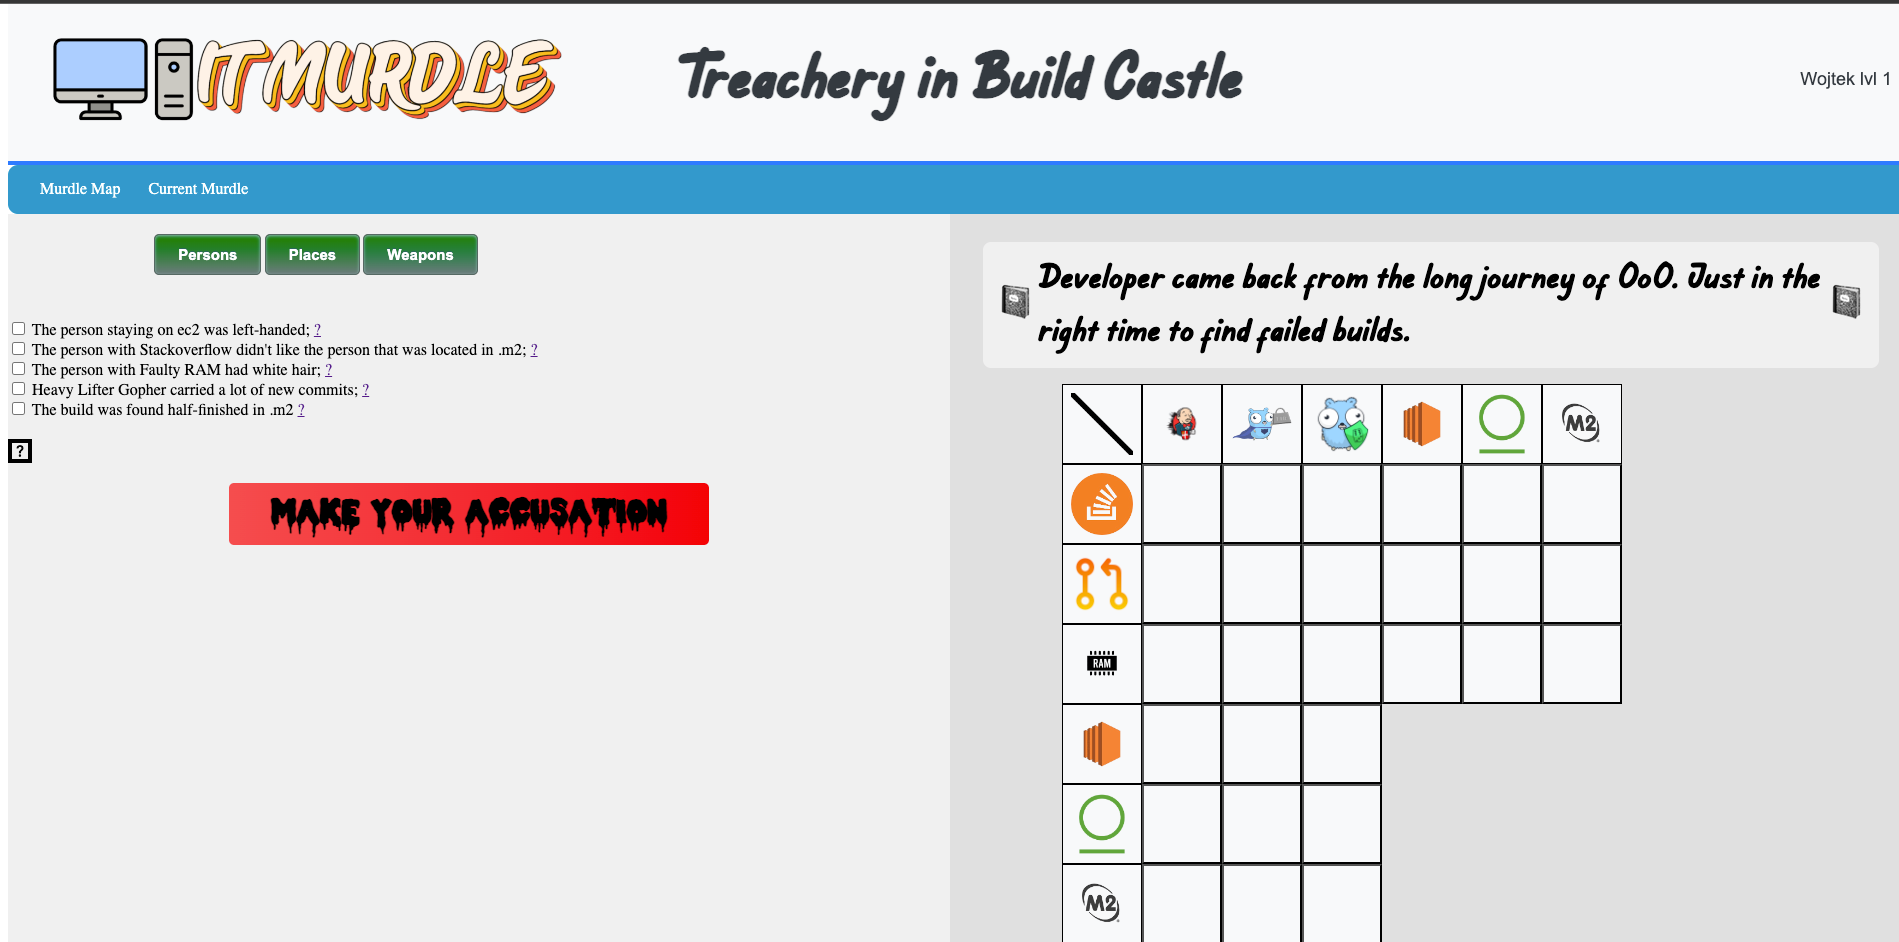 IT MURDLE
Treachery in Build Castle
Wojtek lvl 1
Murdle Map Current Murdle
Persons Places Weapons
The person staying on ec2 was left-handed; ?
The person with Stackoverflow didn't like the person that was located in .m2; ?
The person with Faulty RAM had white hair; ?
Heavy Lifter Gopher carried a lot of new commits; ?
The build was found half-finished in .m2 ?
?
MAKE YOUR ACCUSATION
Developer came back from the long journey of OoO. Just in the
right time to find failed builds.
M2
RAM
M2